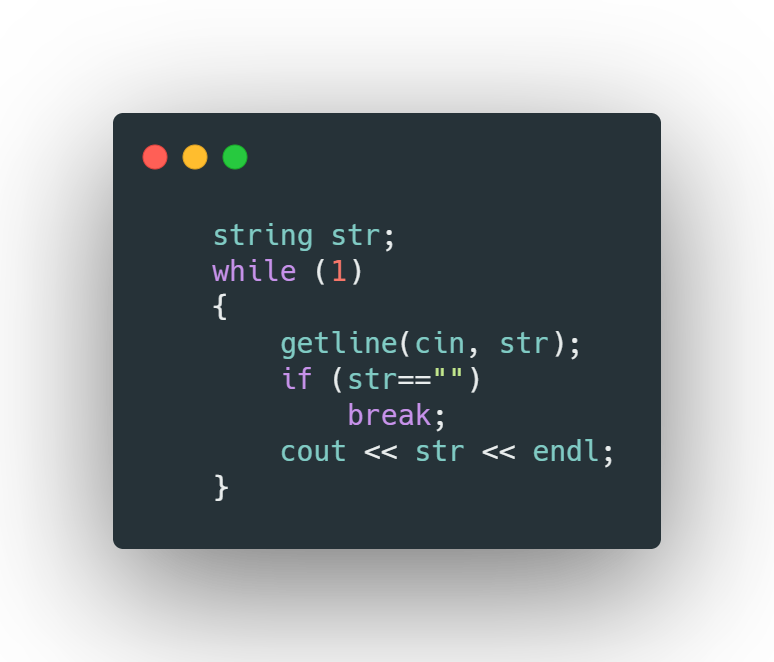 string str;
while (1)
{
    getline(cin, str);
    if (str=="")
        break;
    cout << str << endl;
}